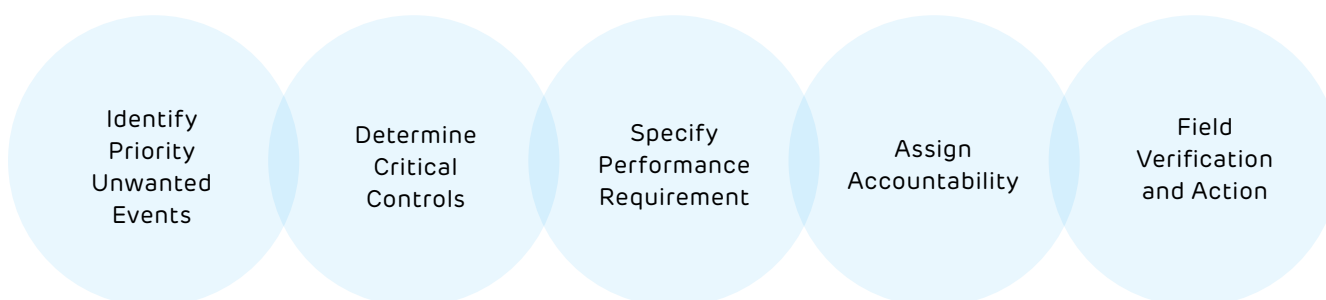 Identify
Priority
Unwanted
Events
Determine
Critical
Controls
Specify
Performance
Requirement
Assign
Accountability
Field
Verification
and Action